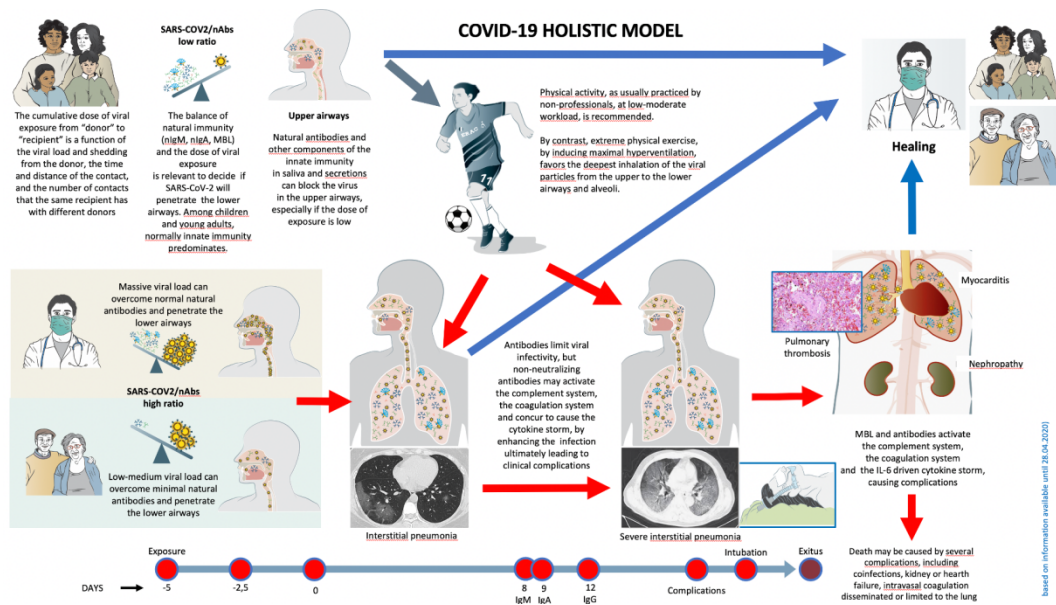 COVID-19 HOLISTIC MODEL
SARS-COV2/nAbs
low ratio
The cumulative dose of viral
exposure from “donor” to
“recipient” is a function of
the viral load and shedding
from the donor, the time
and distance of the contact,
and the number of contacts
that the same recipient has
with different donors
The balance of
natural immunity
(nIgM, nIgA, MBL)
and the dose of viral
exposure
is relevant to decide if
SARS-CoV-2 will
penetrate the lower
airways. Among children
and young adults,
normally innate immunity
predominates.
Upper airways
Natural antibodies and
other components of the
innate immunity
in saliva and secretions
can block the virus
in the upper airways,
especially if the dose of
exposure is low
11
Physical activity, as usually practiced by
non-professionals, at low-moderate
workload, is recommended.
By contrast, extreme physical exercise,
by inducing maximal hyperventilation,
favors the deepest inhalation of the viral
particles from the upper to the lower
airways and alveoli.
Healing
Massive viral load can
overcome normal natural
antibodies and penetrate the
lower airways
SARS-COV2/nAbs
high ratio
Low-medium viral load can
overcome minimal natural
antibodies and penetrate
the lower airways
Antibodies limit viral
infectivity, but
non-neutralizing
antibodies may activate
the complement system,
the coagulation system
and concur to cause the
cytokine storm, by
enhancing the infection
ultimately leading to
clinical complications
Interstitial pneumonia
Severe interstitial pneumonia
Myocarditis
Pulmonary
thrombosis
Nephropathy
MBL and antibodies activate
the complement system,
the coagulation system
and the IL-6 driven cytokine storm,
causing complications
Death may be caused by several
complications, including
coinfections, kidney or hearth
failure, intravasal coagulation
disseminated or limited to the lung
based on information available until 28.04.2020)
Exposure
Intubation
Exitus
DAYS
-5
-2,5
0
8
IgM
9
IgA
12
IgG
Complications